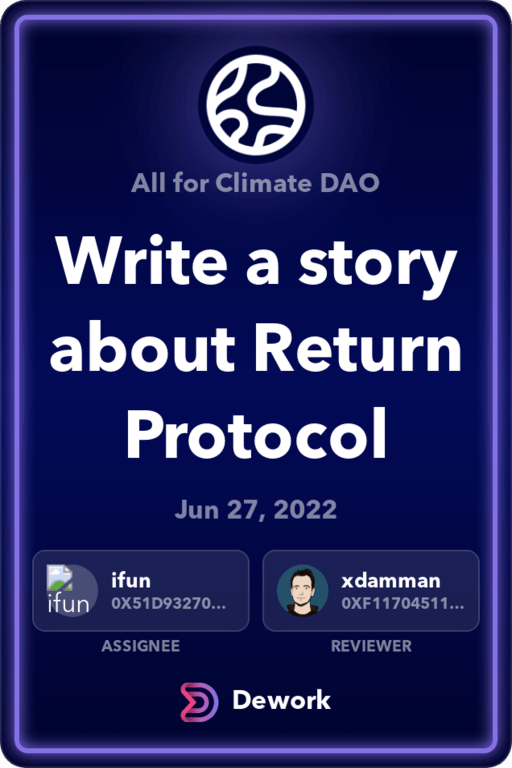 All for Climate DAO
Write a story
about Return
Protocol
Jun 27, 2022
ifun
ifun
0X51D93270...
ASSIGNEE
xdamman
0XF11704511...
REVIEWER
Dework